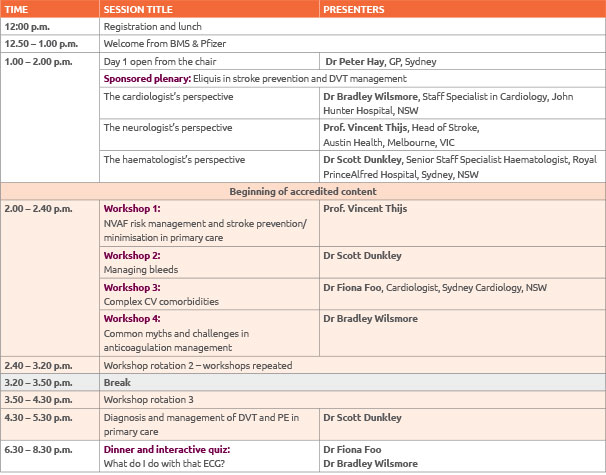 TIME SESSION TITLE PRESENTERS
12:00 p.m. Registration and lunch
12.50 – 1.00 p.m. Welcome from BMS & Pfizer
1.00 – 2.00 p.m. Day 1 open from the chair Dr Peter Hay, GP, Sydney
Sponsored plenary: Eliquis in stroke prevention and DVT management
The cardiologist's perspective Dr Bradley Wilsmore, Staff Specialist in Cardiology, John
Hunter Hospital, NSW
The neurologist's perspective Prof. Vincent Thijs, Head of Stroke,
Austin Health, Melbourne, VIC
The haematologist's perspective Dr Scott Dunkley, Senior Staff Specialist Haematologist, Royal
PrinceAlfred Hospital, Sydney, NSW
Beginning of accredited content
2.00 – 2.40 p.m. Workshop 1: Prof. Vincent Thijs
NVAF risk management and stroke prevention/
minimisation in primary care
Workshop 2: Dr Scott Dunkley
Managing bleeds
Workshop 3: Dr Fiona Foo, Cardiologist, Sydney Cardiology, NSW
Complex CV comorbidities
Workshop 4: Dr Bradley Wilsmore
Common myths and challenges in
anticoagulation management
2.40 – 3.20 p.m. Workshop rotation 2 – workshops repeated
3.20 – 3.50 p.m. Break
3.50 – 4.30 p.m. Workshop rotation 3
4.30 – 5.30 p.m. Diagnosis and management of DVT and PE in Dr Scott Dunkley
primary care
6.30 – 8.30 p.m. Dinner and interactive quiz: Dr Fiona Foo
What do I do with that ECG? Dr Bradley Wilsmore